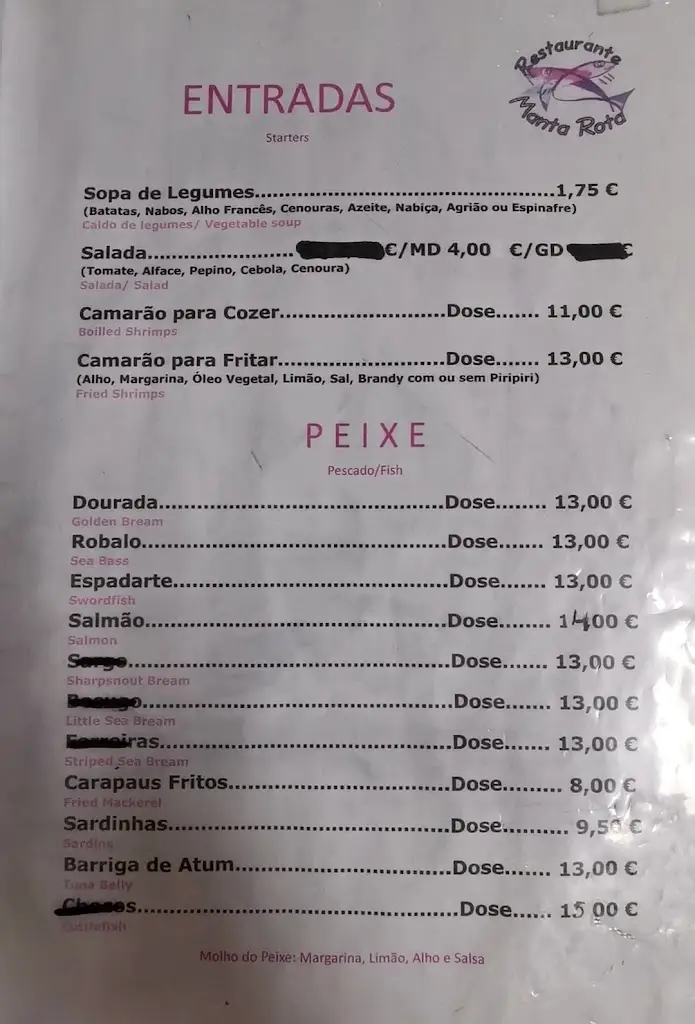 Restaurante
Manta Rota
ENTRADAS
Starters
Sopa de Legumes.................................................1,75 €
(Batatas, Nabos, Alho Francês, Cenouras, Azeite, Nabiça, Agrião ou Espinafre)
Caldo de legumes/ Vegetable soup
Salada........................ €/MD 4,00 €/GD €
(Tomate, Alface, Pepino, Cebola, Cenoura)
Salada/ Salad
Camarão para Cozer...........................Dose....... 11,00 €
Boilled Shrimps
Camarão para Fritar...........................Dose....... 13,00 €
(Alho, Margarina, Óleo Vegetal, Limão, Sal, Brandy com ou sem Piripiri)
Fried Shrimps
PEIXE
Pescado/Fish
Dourada..............................................Dose........ 13,00 €
Golden Bream
Robalo.................................................Dose....... 13,00 €
Sea Bass
Espadarte............................................Dose....... 13,00 €
Swordfish
Salmão................................................Dose........ 14,00 €
Salmon
Sargo...................................................Dose....... 13,00 €
Sharpsnout Bream
..................................................Dose....... 13,00 €
Little Sea Bream
Ferreiras..............................................Dose....... 13,00 €
Striped Sea Bream
Carapaus Fritos....................................Dose......... 8,00 €
Fried Mackerel
Sardinhas.............................................Dose.......... 9,50 €
Sardine
Barriga de Atum...................................Dose....... 13,00 €
Tuna Belly
Chocos....................................................Dose...... 15 00 €
Cuttlefish
Molho do Peixe: Margarina, Limão, Alho e Salsa